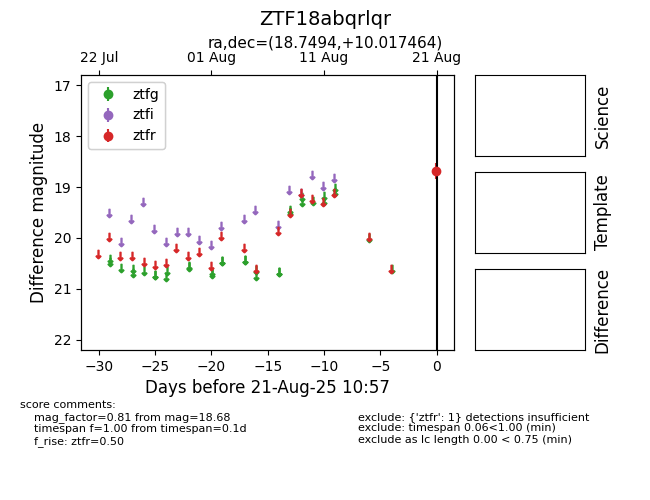 ZTF18abqrlqr
ra,dec=(18.7494,+10.017464)
22 Jul 01 Aug 11 Aug 21 Aug
ztfg
ztfi
ztfr
17
18
19
20
21
22
Difference magnitude
−30 −25 −20 −15 −10 −5 0
Days before 21-Aug-25 10:57
Science
Template
Difference
score comments:
mag_factor=0.81 from mag=18.68
timespan f=1.00 from timespan=0.1d
f_rise: ztfr=0.50
exclude: {'ztfr': 1} detections insufficient
exclude: timespan 0.06<1.00 (min)
exclude as lc length 0.00 < 0.75 (min)